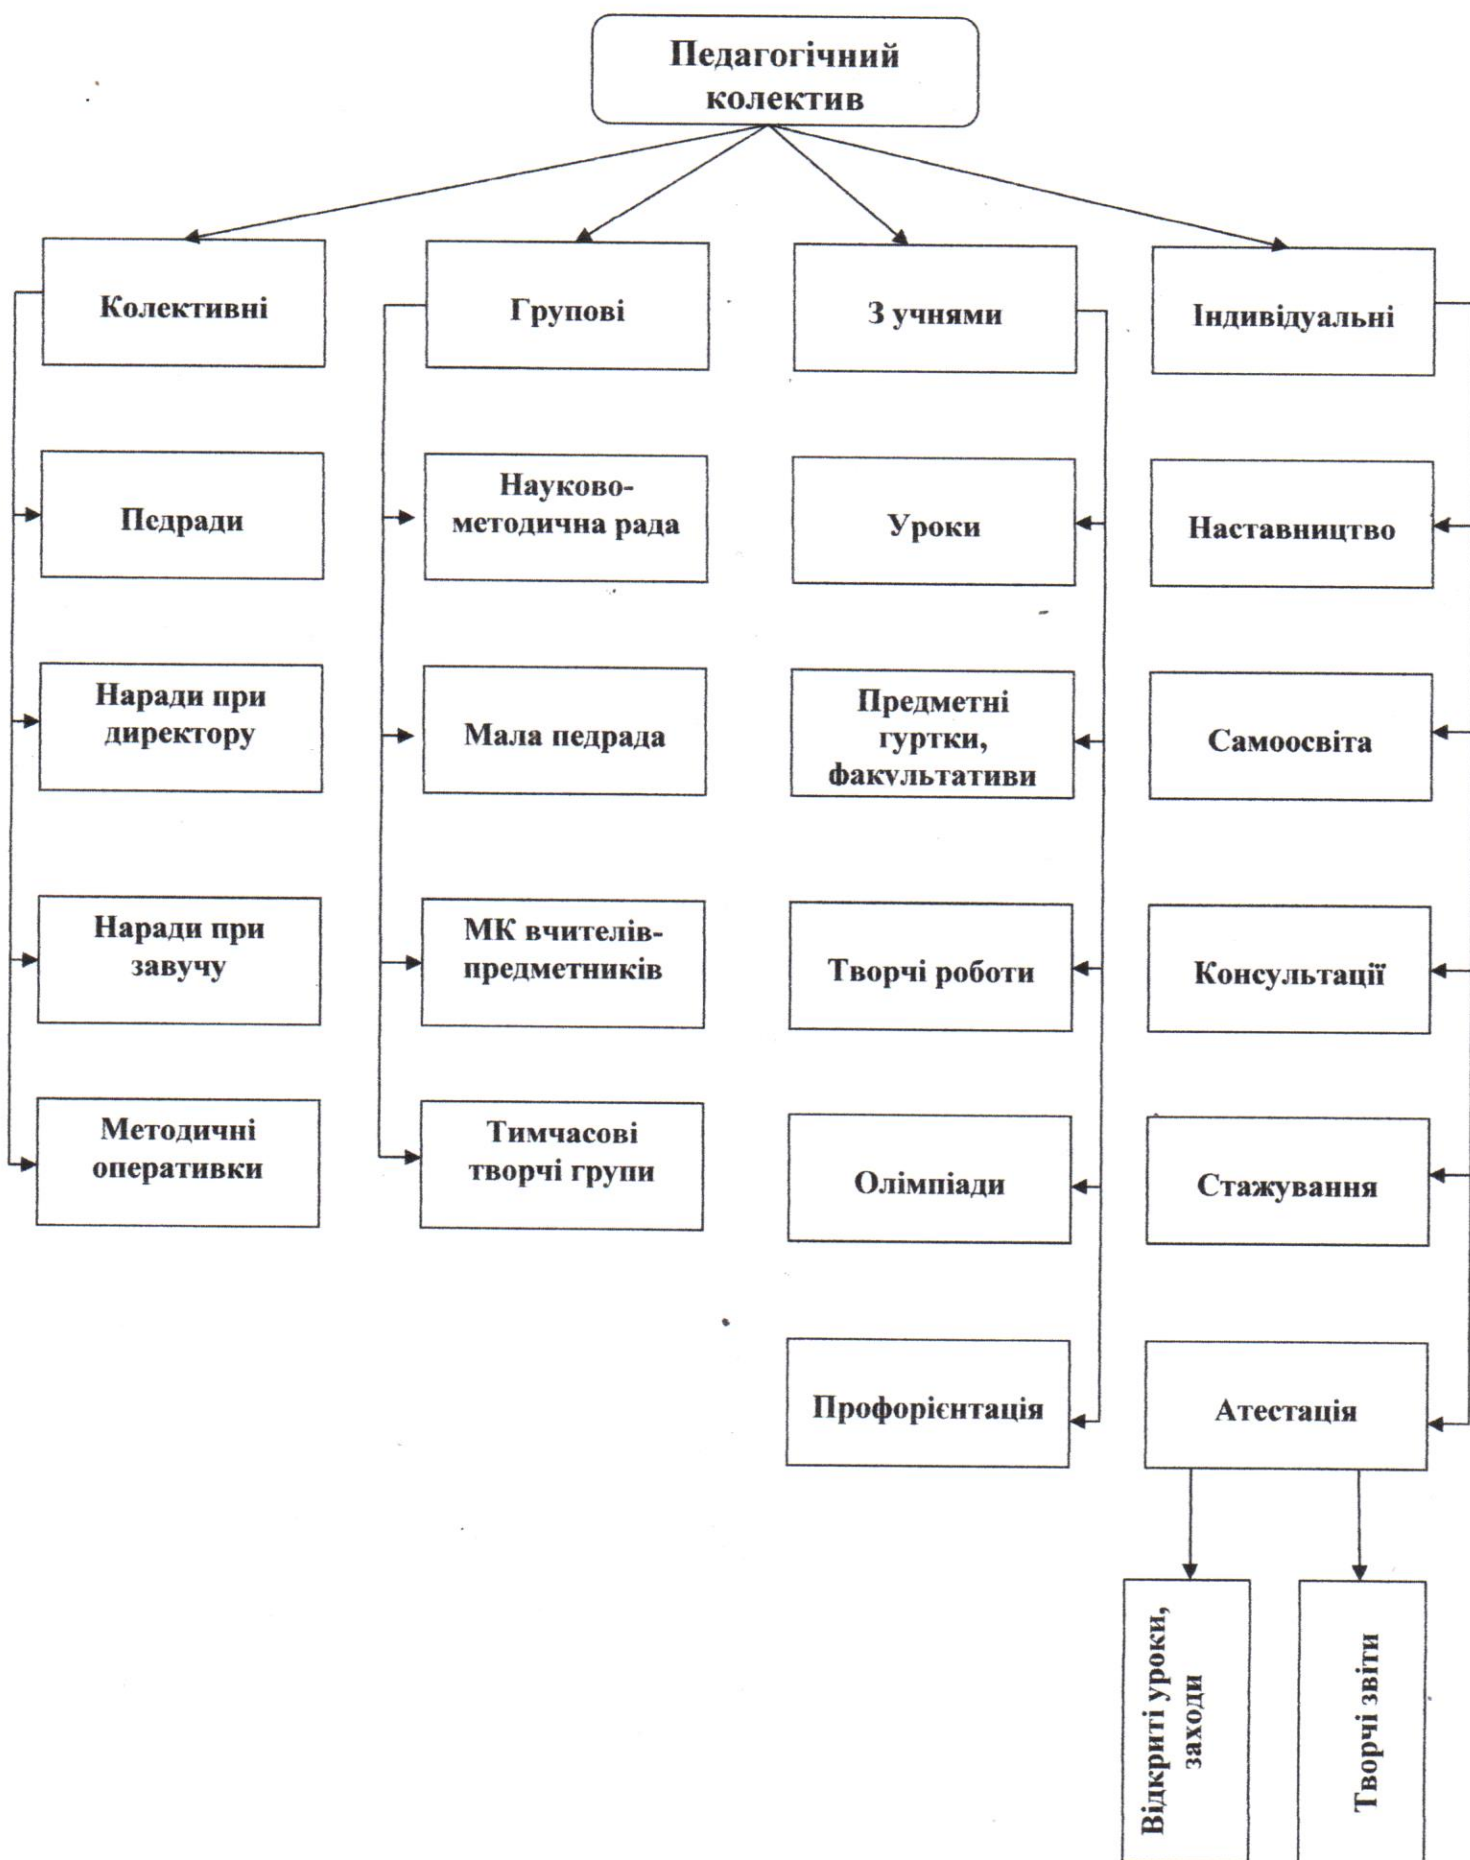 Педагогічний
колектив
Колективні
Групові
З учнями
Індивідуальні
Педради
Науково-
методична рада
Уроки
Наставництво
Наради при
директору
Мала педрада
Предметні
гуртки,
факультативи
Самоосвіта
Наради при
завучу
МК вчителів-
предметників
Творчі роботи
Консультації
Методичні
оперативки
Тимчасові
творчі групи
Олімпіади
Стажування
Профорієнтація
Атестація
Відкриті уроки,
заходи
Творчі звіти